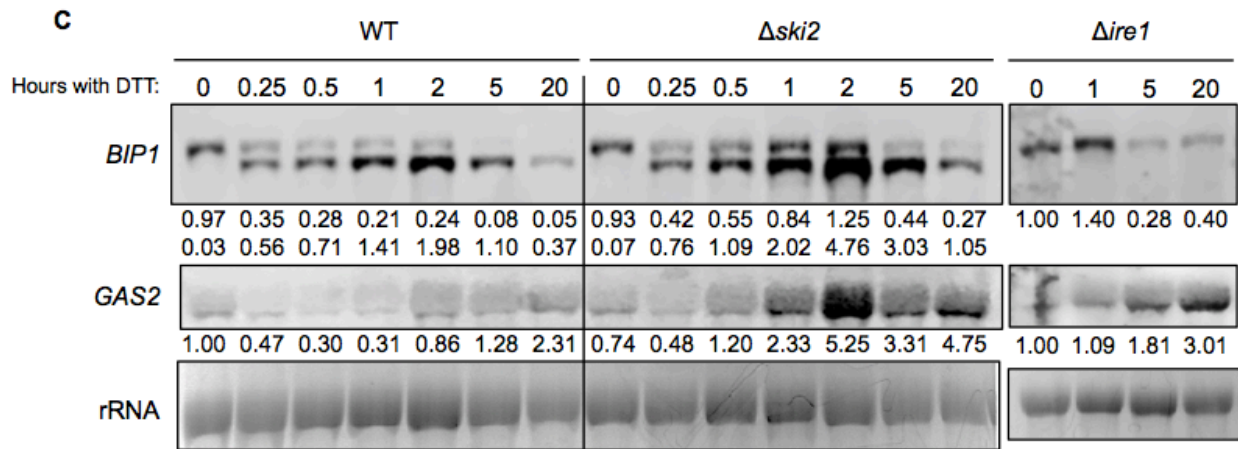 C
WT Δski2 Δire1
Hours with DTT: 0 0.25 0.5 1 2 5 20 0 0.25 0.5 1 2 5 20 0 1 5 20
BIP1
0.97 0.35 0.28 0.21 0.24 0.08 0.05 0.93 0.42 0.55 0.84 1.25 0.44 0.27 1.00 1.40 0.28 0.40
0.03 0.56 0.71 1.41 1.98 1.10 0.37 0.07 0.76 1.09 2.02 4.76 3.03 1.05
GAS2
1.00 0.47 0.30 0.31 0.86 1.28 2.31 0.74 0.48 1.20 2.33 5.25 3.31 4.75 1.00 1.09 1.81 3.01
rRNA